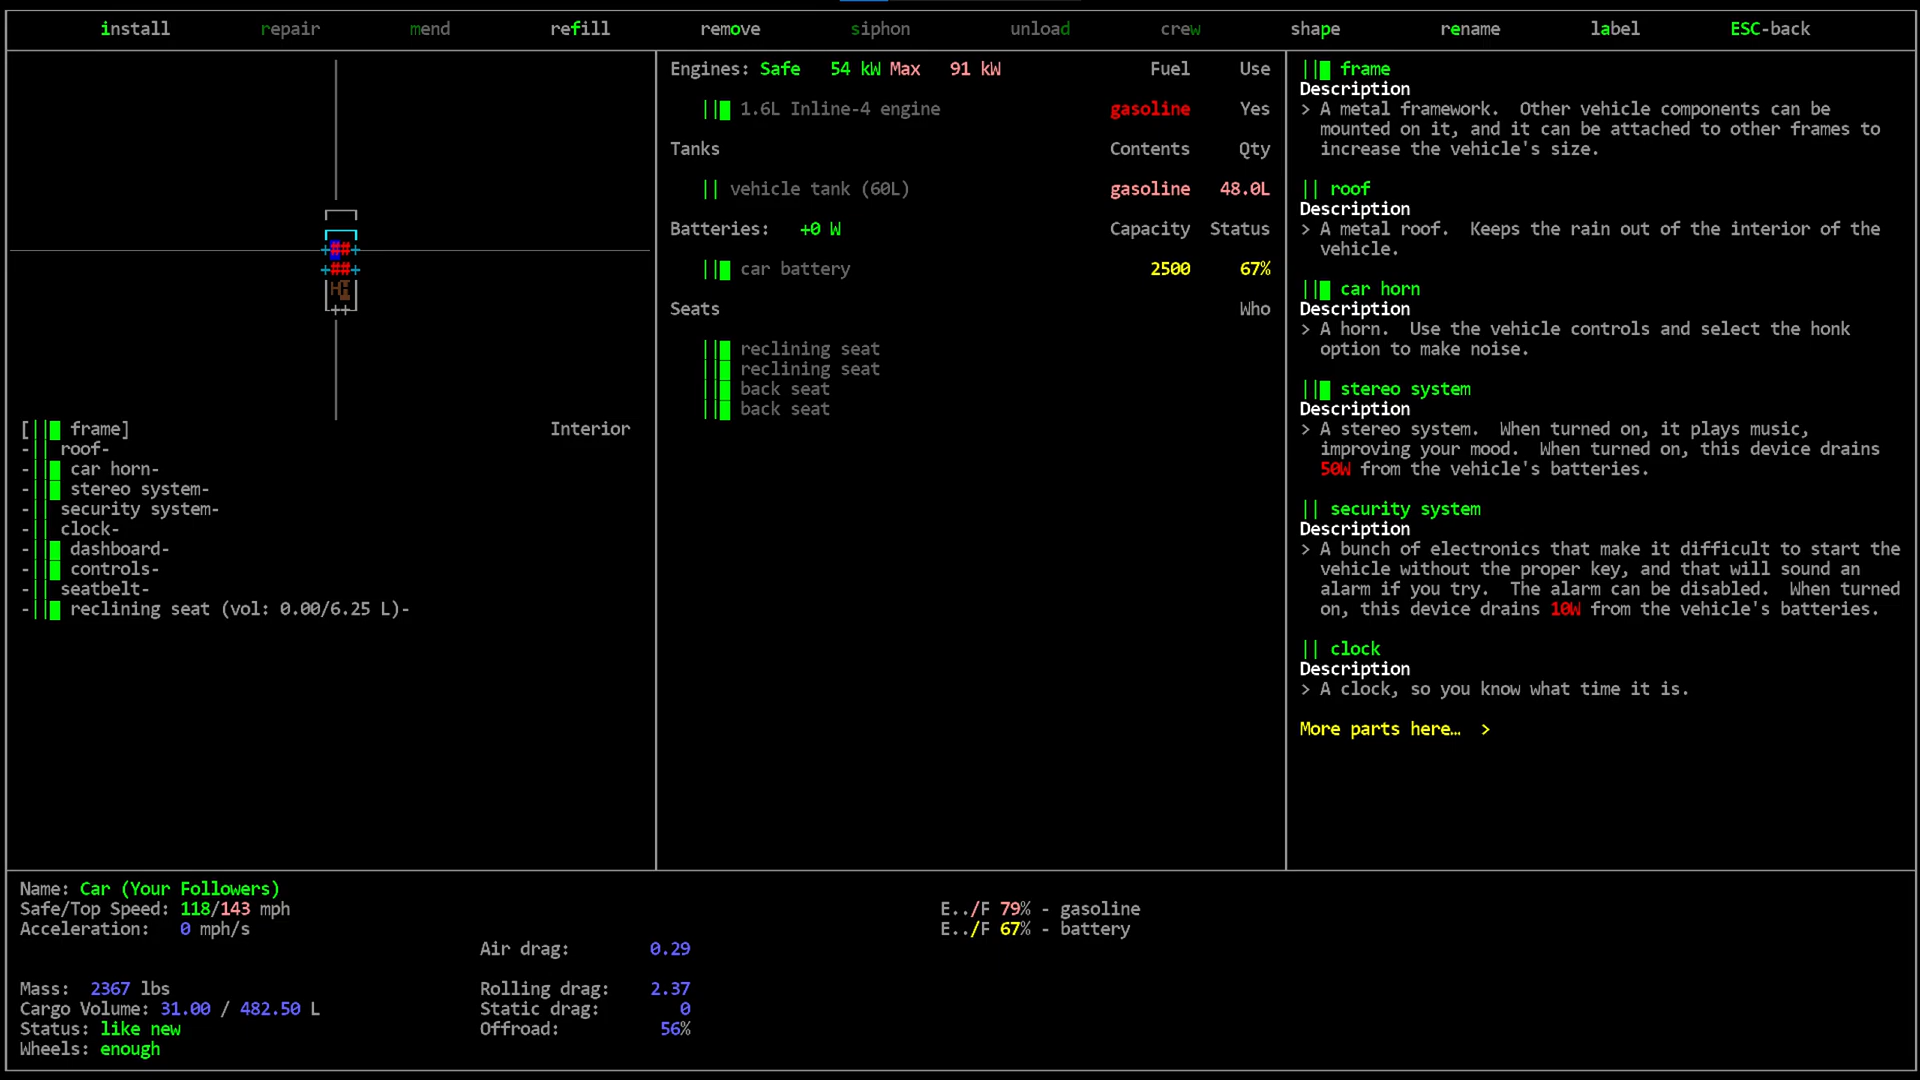 install repair mend refill remove siphon unload crew shape rename label ESC-back
[|| frame] Interior
-|| roof-
-|| car horn-
-|| stereo system-
-|| security system-
-|| clock-
-|| dashboard-
-|| controls-
-|| seatbelt-
-|| reclining seat (vol: 0.00/6.25 L)-
Engines: Safe 54 kW Max 91 kW Fuel Use
|| 1.6L Inline-4 engine gasoline Yes
Tanks Contents Qty
|| vehicle tank (60L) gasoline 48.0L
Batteries: +0 W Capacity Status
|| car battery 2500 67%
Seats Who
|| reclining seat
|| reclining seat
|| back seat
|| back seat
|| frame
Description
> A metal framework. Other vehicle components can be
mounted on it, and it can be attached to other frames to
increase the vehicle's size.
|| roof
Description
> A metal roof. Keeps the rain out of the interior of the
vehicle.
|| car horn
Description
> A horn. Use the vehicle controls and select the honk
option to make noise.
|| stereo system
Description
> A stereo system. When turned on, it plays music,
improving your mood. When turned on, this device drains
50W from the vehicle's batteries.
|| security system
Description
> A bunch of electronics that make it difficult to start the
vehicle without the proper key, and that will sound an
alarm if you try. The alarm can be disabled. When turned
on, this device drains 10W from the vehicle's batteries.
|| clock
Description
> A clock, so you know what time it is.
More parts here… >
Name: Car (Your Followers)
Safe/Top Speed: 118/143 mph
Acceleration: 0 mph/s
Mass: 2367 lbs
Cargo Volume: 31.00 / 482.50 L
Status: like new
Wheels: enough
Air drag: 0.29
Rolling drag: 2.37
Static drag: 0
Offroad: 56%
E../F 79% - gasoline
E../F 67% - battery